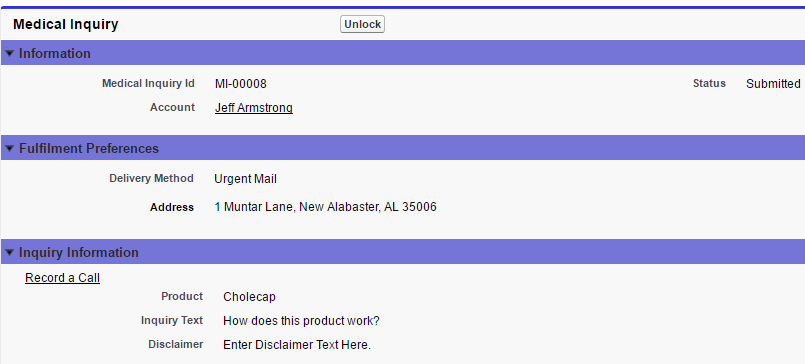 Medical Inquiry Unlock
Information
Medical Inquiry Id MI-00008 Status Submitted
Account Jeff Armstrong
Fulfilment Preferences
Delivery Method Urgent Mail
Address 1 Muntar Lane, New Alabaster, AL 35006
Inquiry Information
Record a Call
Product Cholecap
Inquiry Text How does this product work?
Disclaimer Enter Disclaimer Text Here.